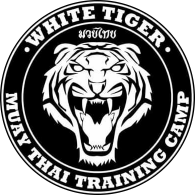 WHITE TIGER
มวยไทย
MUAY THAI TRAINING CAMP